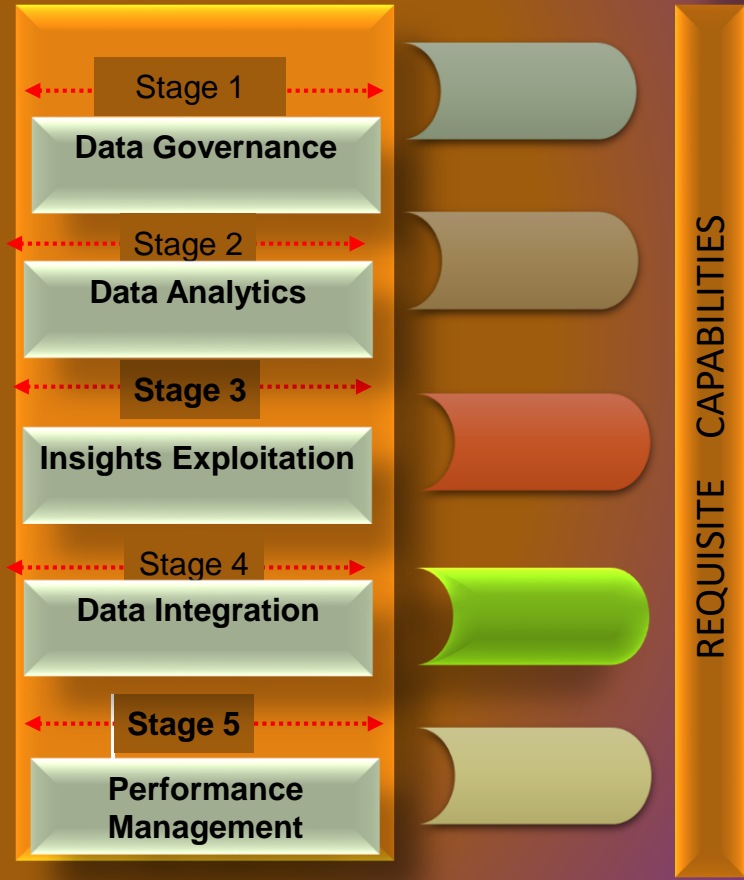 Stage 1
Data Governance
Stage 2
Data Analytics
Stage 3
Insights Exploitation
Stage 4
Data Integration
Stage 5
Performance
Management
REQUISITE CAPABILITIES